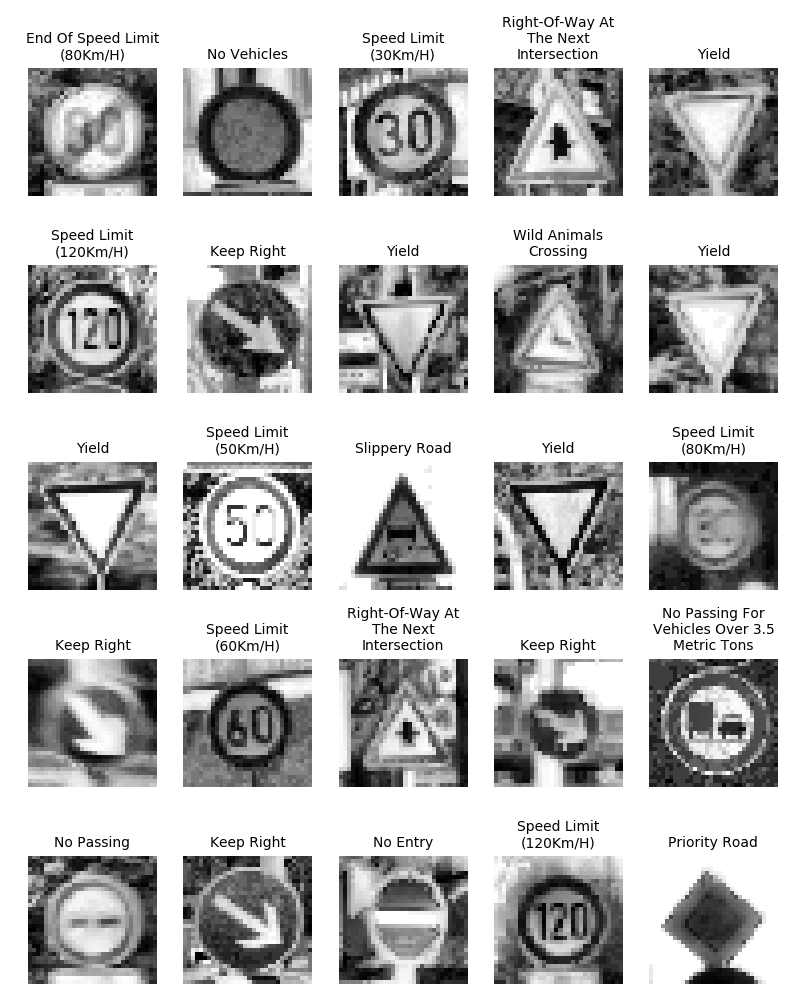 End Of Speed Limit
(80Km/H)
No Vehicles
Speed Limit
(30Km/H)
Right-Of-Way At
The Next
Intersection
Yield
80
30
Speed Limit
(120Km/H)
Keep Right
Yield
Wild Animals
Crossing
Yield
120
Yield
Speed Limit
(50Km/H)
Slippery Road
Yield
Speed Limit
(80Km/H)
50
Keep Right
Speed Limit
(60Km/H)
Right-Of-Way At
The Next
Intersection
Keep Right
No Passing For
Vehicles Over 3.5
Metric Tons
60
No Passing
Keep Right
No Entry
Speed Limit
(120Km/H)
Priority Road
120